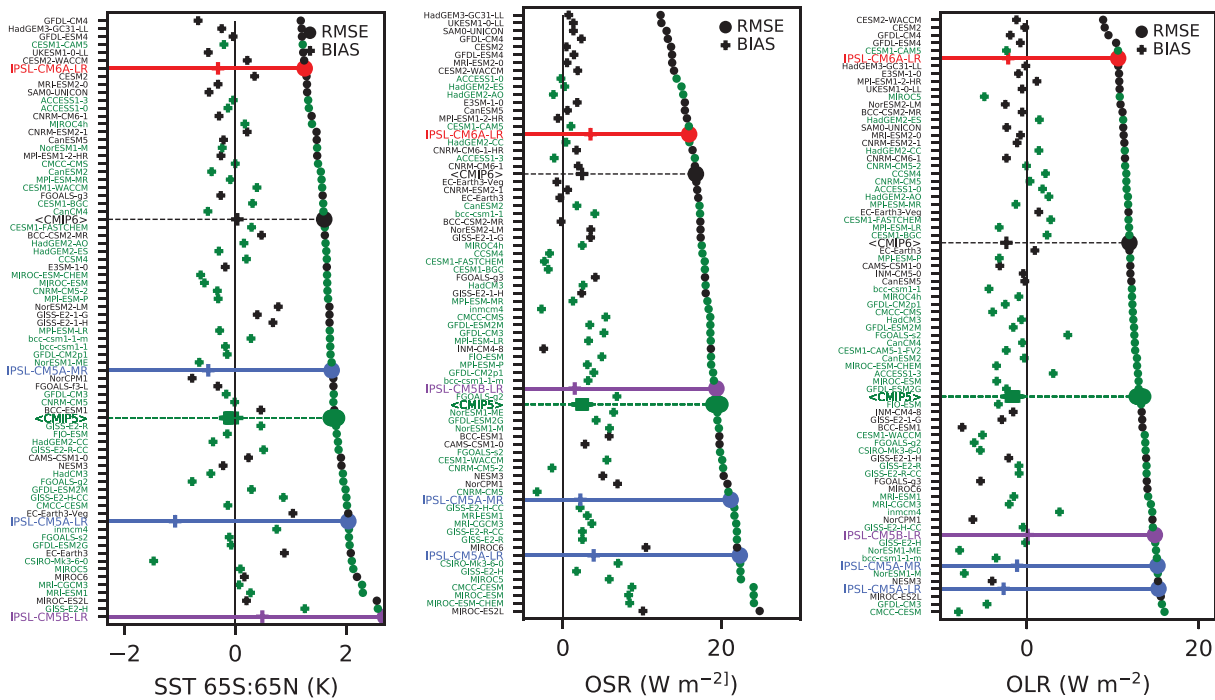 GFDL-CM4
HadGEM3-GC31-LL
GFDL-ESM4
CESM1-CAM5
UKESM1-0-LL
CESM2-WACCM
IPSL-CM6A-LR
CESM2
MRI-ESM2-0
SAM0-UNICON
ACCESS1-3
ACCESS1-0
CNRM-CM6-1
MIROC4h
CNRM-ESM2-1
CanESM5
NorESM1-M
MPI-ESM1-2-HR
CMCC-CMS
CanESM2
MPI-ESM-MR
CESM1-WACCM
FGOALS-g3
CESM1-BGC
CanCM4
<CMIP6>
CESM1-FASTCHEM
BCC-CSM2-MR
HadGEM2-AO
HadGEM2-ES
CCSM4
E3SM-1-0
MIROC-ESM-CHEM
MIROC-ESM
CNRM-CM5-2
MPI-ESM-P
NorESM2-LM
GISS-E2-1-G
GISS-E2-1-H
MPI-ESM-LR
bcc-csm1-1-m
bcc-csm1-1
GFDL-CM2p1
NorESM1-ME
IPSL-CM5A-MR
NorCPM1
FGOALS-f3-L
GFDL-CM3
CNRM-CM5
BCC-ESM1
<CMIP5>
GISS-E2-R
FIO-ESM
HadGEM2-CC
GISS-E2-R-CC
CAMS-CSM1-0
NESM3
HadCM3
FGOALS-g2
GFDL-ESM2M
GISS-E2-H-CC
CMCC-CESM
EC-Earth3-Veg
IPSL-CM5A-LR
inmcm4
FGOALS-s2
GFDL-ESM2G
EC-Earth3
CSIRO-Mk3-6-0
MIROC5
MIROC6
MRI-CGCM3
MRI-ESM1
MIROC-ES2L
GISS-E2-H
IPSL-CM5B-LR
RMSE
BIAS
−2
0
2
SST 65S:65N (K)
HadGEM3-GC31-LL
UKESM1-0-LL
SAM0-UNICON
GFDL-CM4
CESM2
GFDL-ESM4
MRI-ESM2-0
CESM2-WACCM
ACCESS1-0
HadGEM2-ES
HadGEM2-AO
E3SM-1-0
CanESM5
MPI-ESM1-2-HR
CESM1-CAM5
IPSL-CM6A-LR
HadGEM2-CC
CNRM-CM6-1-HR
ACCESS1-3
CNRM-CM6-1
<CMIP6>
EC-Earth3-Veg
CNRM-ESM2-1
EC-Earth3
CanESM2
bcc-csm1-1
BCC-CSM2-MR
NorESM2-LM
GISS-E2-1-G
MIROC4h
CCSM4
CESM1-FASTCHEM
CESM1-BGC
FGOALS-g3
HadCM3
GISS-E2-1-H
MPI-ESM-MR
inmcm4
CMCC-CMS
GFDL-ESM2M
GFDL-CM3
MPI-ESM-LR
INM-CM4-8
FIO-ESM
MPI-ESM-P
GFDL-CM2p1
bcc-csm1-1-m
IPSL-CM5B-LR
FGOALS-g2
<CMIP5>
NorESM1-ME
GFDL-ESM2G
NorESM1-M
BCC-ESM1
CAMS-CSM1-0
FGOALS-s2
CESM1-WACCM
CNRM-CM5-2
NESM3
NorCPM1
CNRM-CM5
IPSL-CM5A-MR
GISS-E2-H-CC
MRI-ESM1
MRI-CGCM3
GISS-E2-R-CC
GISS-E2-R
MIROC6
IPSL-CM5A-LR
CSIRO-Mk3-6-0
GISS-E2-H
MIROC5
CMCC-CESM
MIROC-ESM
MIROC-ESM-CHEM
MIROC-ES2L
RMSE
BIAS
0
20
OSR (W m⁻²])
CESM2-WACCM
CESM2
GFDL-CM4
GFDL-ESM4
CESM1-CAM5
IPSL-CM6A-LR
HadGEM3-GC31-LL
E3SM-1-0
MPI-ESM1-2-HR
UKESM1-0-LL
MIROC5
NorESM2-LM
BCC-CSM2-MR
HadGEM2-ES
SAM0-UNICON
MRI-ESM2-0
CNRM-ESM2-1
HadGEM2-CC
CNRM-CM6-1
CNRM-CM5-2
CCSM4
CNRM-CM5
ACCESS1-0
HadGEM2-AO
MPI-ESM-MR
EC-Earth3-Veg
CESM1-FASTCHEM
MPI-ESM-LR
CESM1-BGC
<CMIP6>
EC-Earth3
MPI-ESM-P
CAMS-CSM1-0
INM-CM5-0
CanESM5
bcc-csm1-1
MIROC4h
GFDL-CM2p1
CMCC-CMS
HadCM3
GFDL-ESM2M
FGOALS-s2
CanCM4
CESM1-CAM5-1-FV2
CanESM2
MIROC-ESM-CHEM
ACCESS1-3
MIROC-ESM
GFDL-ESM2G
<CMIP5>
FIO-ESM
INM-CM4-8
GISS-E2-1-G
BCC-ESM1
CESM1-WACCM
FGOALS-g2
CSIRO-Mk3-6-0
GISS-E2-1-H
GISS-E2-R
GISS-E2-R-CC
FGOALS-g3
MIROC6
MRI-ESM1
MRI-CGCM3
inmcm4
NorCPM1
GISS-E2-H-CC
IPSL-CM5B-LR
GISS-E2-H
NorESM1-ME
bcc-csm1-1-m
IPSL-CM5A-MR
NorESM1-M
NESM3
IPSL-CM5A-LR
MIROC-ES2L
GFDL-CM3
CMCC-CESM
RMSE
BIAS
0
20
OLR (W m⁻²)